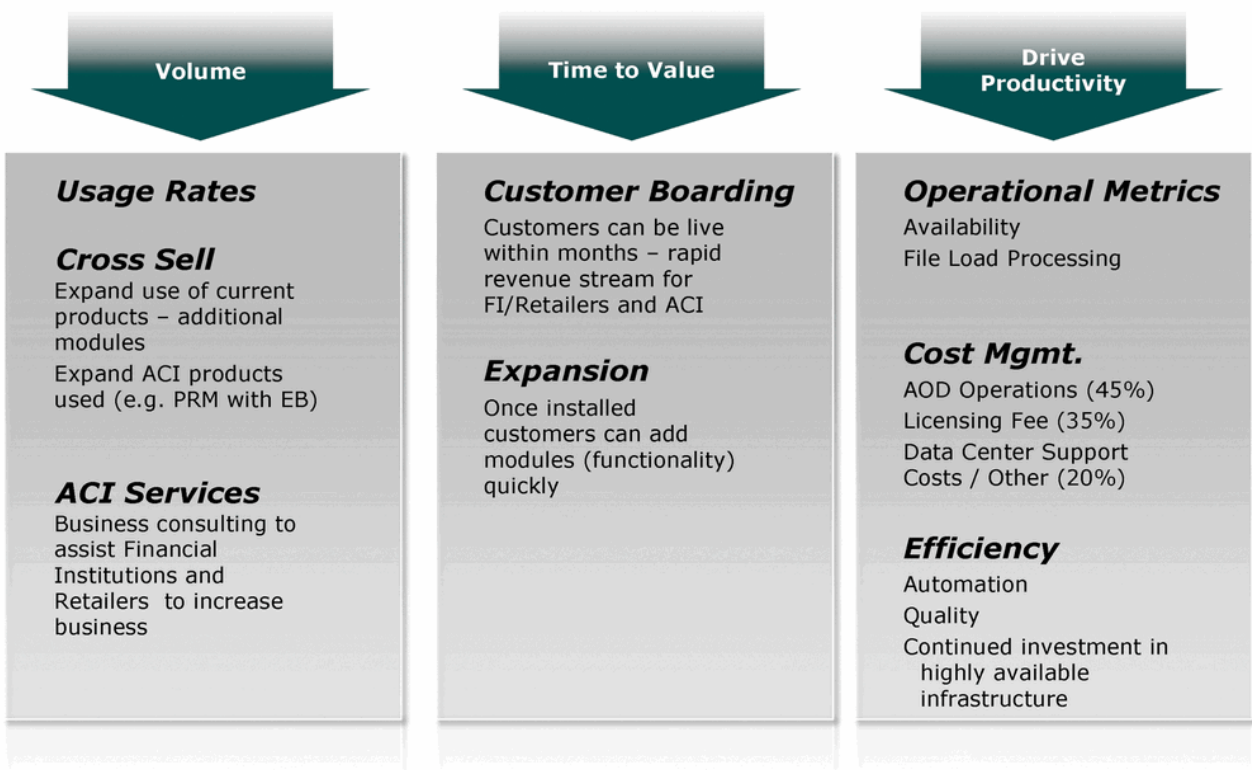 Volume
Usage Rates
Cross Sell
Expand use of current
products – additional
modules
Expand ACI products
used (e.g. PRM with EB)
ACI Services
Business consulting to
assist Financial
Institutions and
Retailers to increase
business
Time to Value
Customer Boarding
Customers can be live
within months – rapid
revenue stream for
FI/Retailers and ACI
Expansion
Once installed
customers can add
modules (functionality)
quickly
Drive
Productivity
Operational Metrics
Availability
File Load Processing
Cost Mgmt.
AOD Operations (45%)
Licensing Fee (35%)
Data Center Support
Costs / Other (20%)
Efficiency
Automation
Quality
Continued investment in
highly available
infrastructure